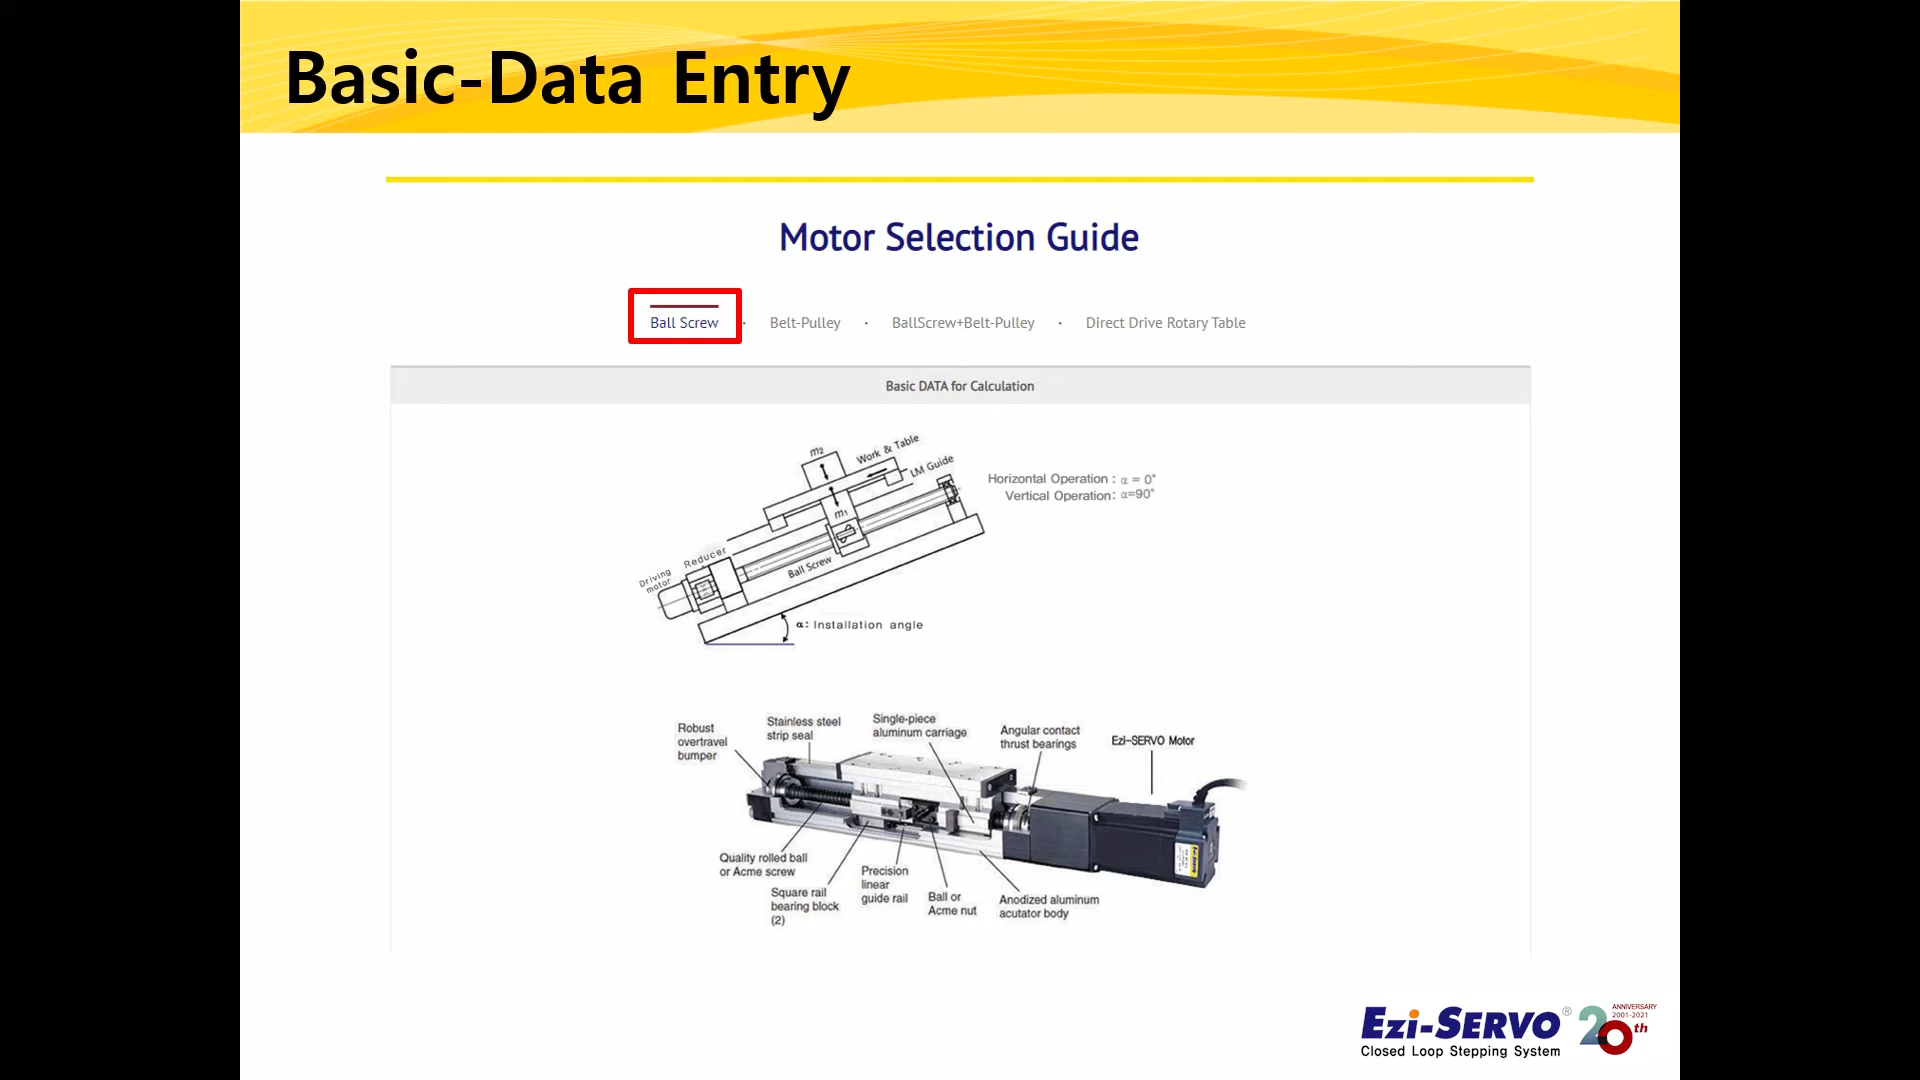 Basic-Data Entry
Motor Selection Guide
Ball Screw · Belt-Pulley · BallScrew+Belt-Pulley · Direct Drive Rotary Table
Basic DATA for Calculation
m2
Work & Table
LM Guide
Horizontal Operation : α = 0°
Vertical Operation: α=90°
m1
Reducer
Driving
motor
Ball Screw
α: Installation angle
Robust
overtravel
bumper
Stainless steel
strip seal
Single-piece
aluminum carriage
Angular contact
thrust bearings
Ezi-SERVO Motor
Quality rolled ball
or Acme screw
Square rail
bearing block
(2)
Precision
linear
guide rail
Ball or
Acme nut
Anodized aluminum
acutator body
Ezi-SERVO®
Closed Loop Stepping System
ANNIVERSARY
2001-2021
20th